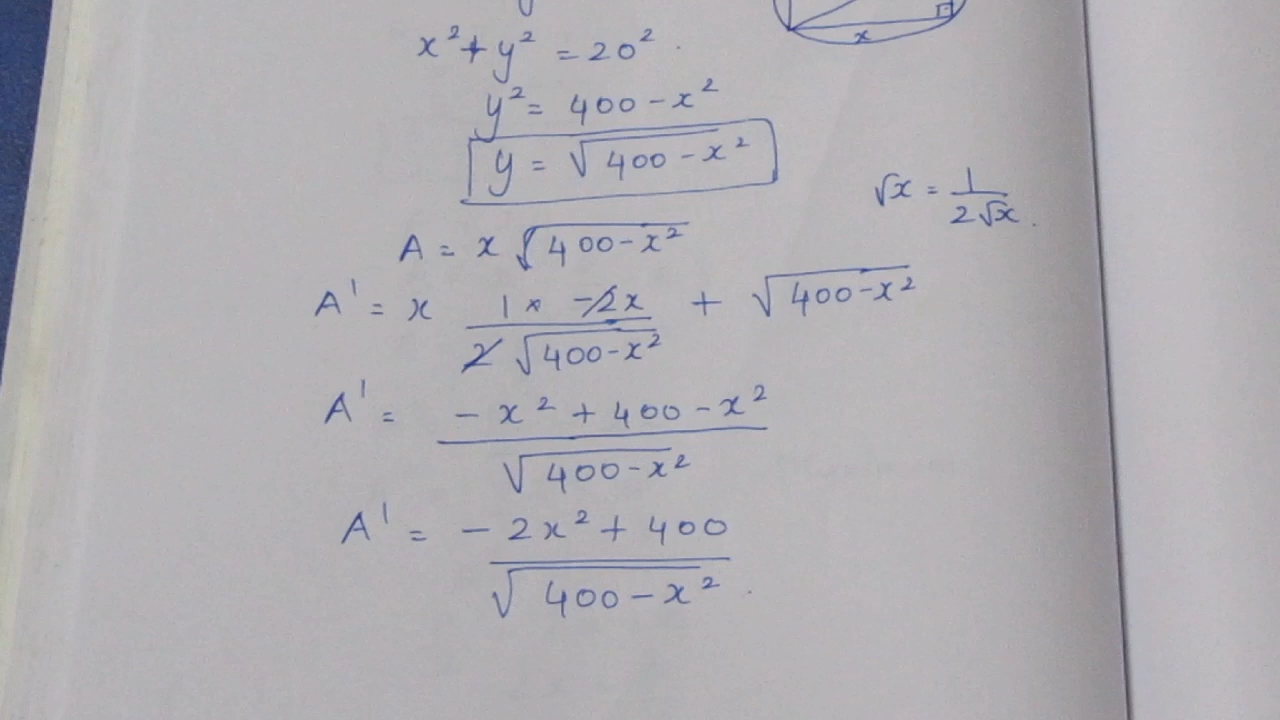 x
x² + y² = 20².
y² = 400 - x²
y = √(400 - x²)
√x = 1/(2√x).
A = x √(400 - x²)
A' = x (1 × -2x)/(2 √(400 - x²)) + √(400 - x²)
A' = (-x² + 400 - x²)/√(400 - x²)
A' = (-2x² + 400)/√(400 - x²).